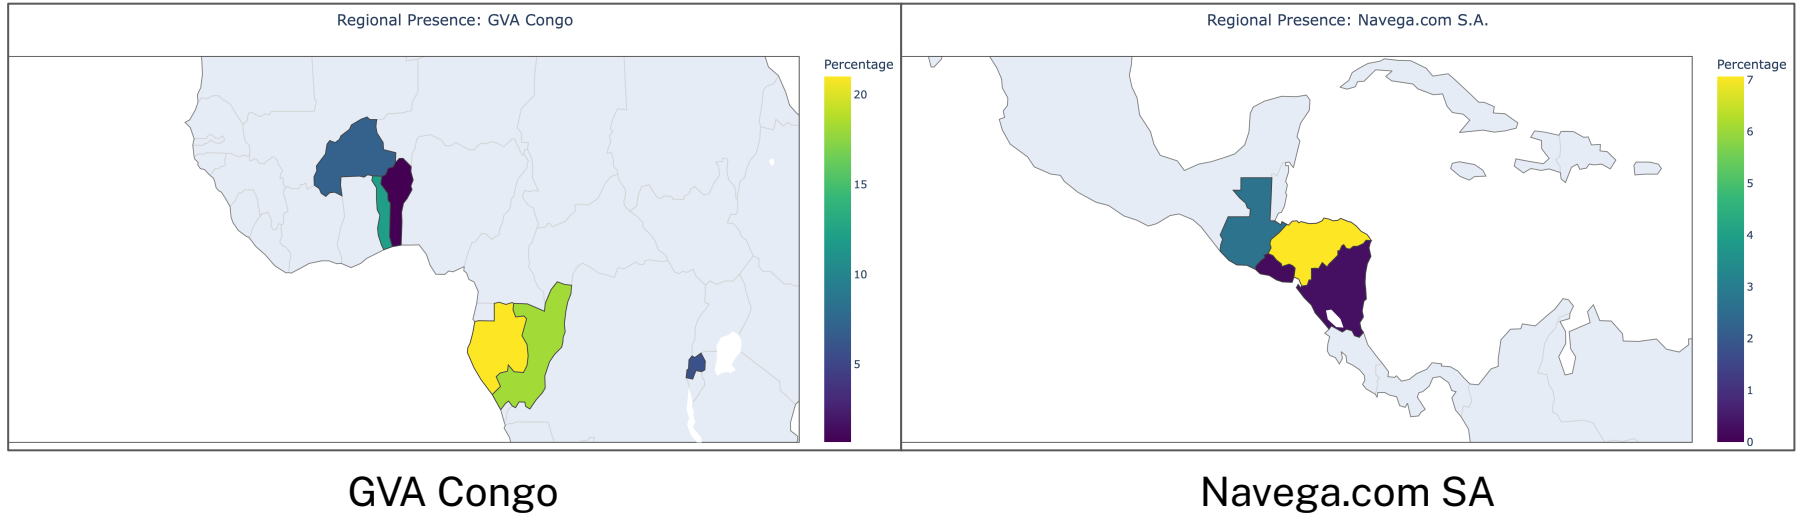 Regional Presence: GVA Congo
Percentage
20
15
10
5
Regional Presence: Navega.com S.A.
Percentage
7
6
5
4
3
2
1
0
GVA Congo
Navega.com SA